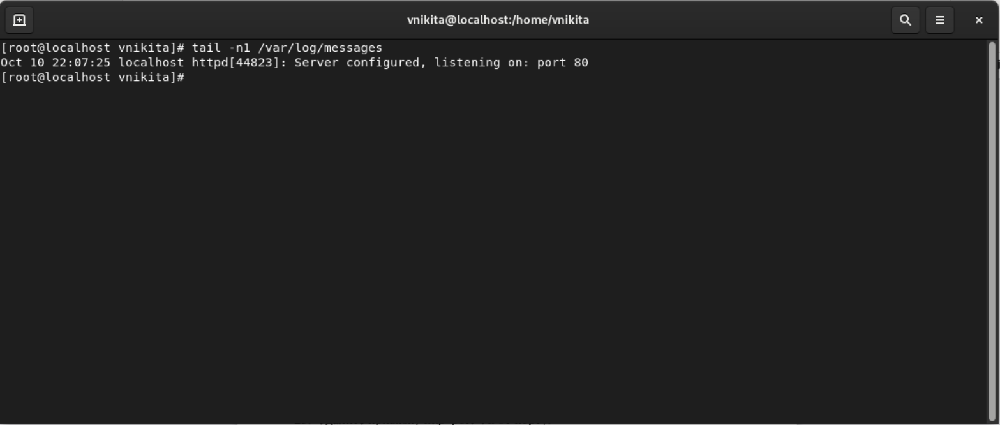 vnikita@localhost:/home/vnikita
[root@localhost vnikita]# tail -n1 /var/log/messages
Oct 10 22:07:25 localhost httpd[44823]: Server configured, listening on: port 80
[root@localhost vnikita]#